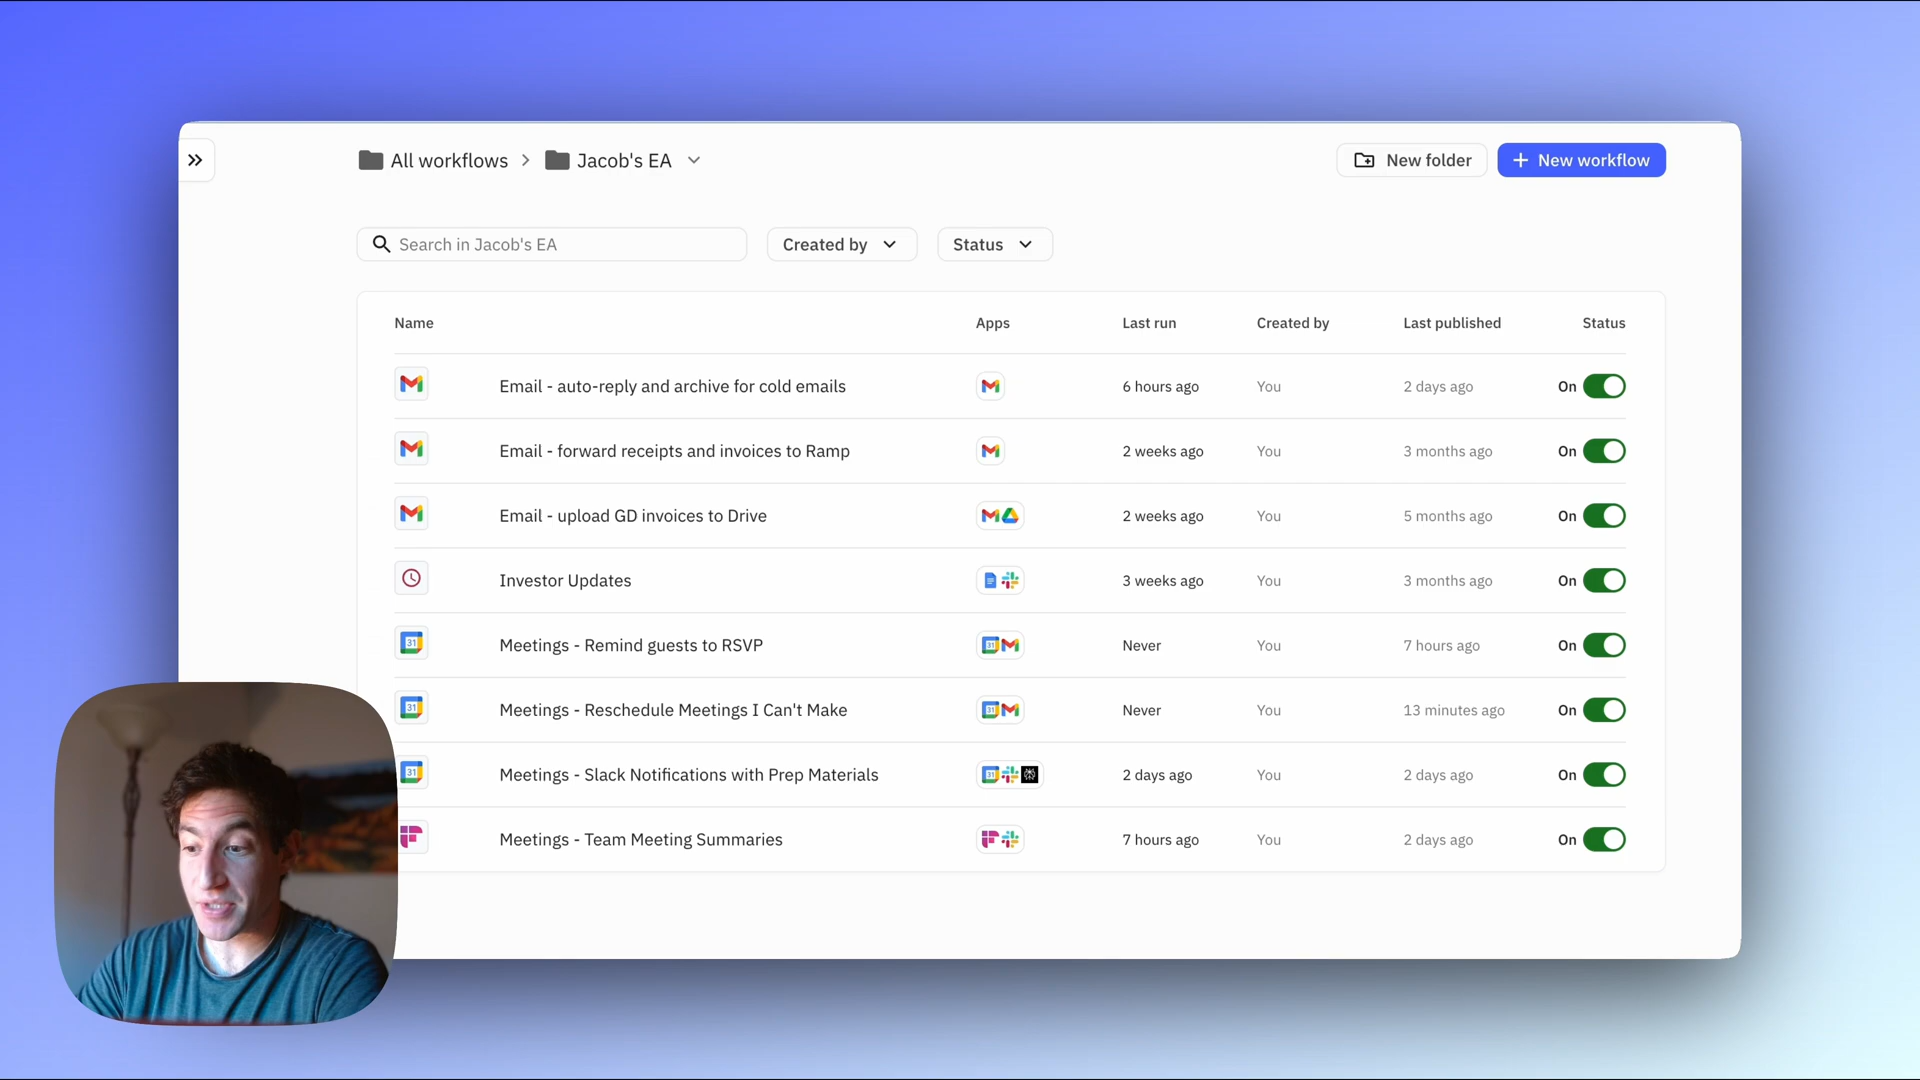 All workflows > Jacob's EA
New folder
+ New workflow
Search in Jacob's EA
Created by
Status
Name Apps Last run Created by Last published Status
Email - auto-reply and archive for cold emails 6 hours ago You 2 days ago On
Email - forward receipts and invoices to Ramp 2 weeks ago You 3 months ago On
Email - upload GD invoices to Drive 2 weeks ago You 5 months ago On
Investor Updates 3 weeks ago You 3 months ago On
31 Meetings - Remind guests to RSVP 31 Never You 7 hours ago On
31 Meetings - Reschedule Meetings I Can't Make 31 Never You 13 minutes ago On
31 Meetings - Slack Notifications with Prep Materials 31 2 days ago You 2 days ago On
Meetings - Team Meeting Summaries 7 hours ago You 2 days ago On